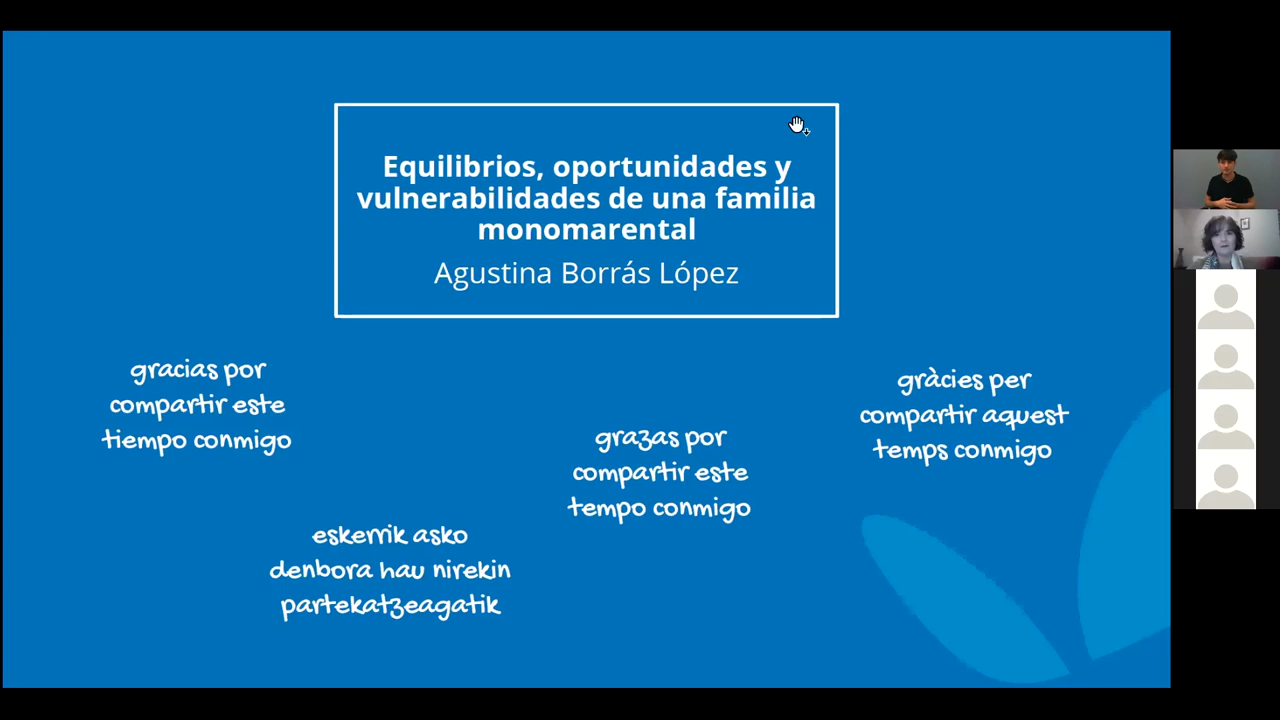 Equilibrios, oportunidades y
vulnerabilidades de una familia
monomarental
Agustina Borrás López
gracias por
compartir este
tiempo conmigo
eskerrik asko
denbora hau nirekin
partekatzeagatik
grazas por
compartir este
tempo conmigo
gràcies per
compartir aquest
temps conmigo